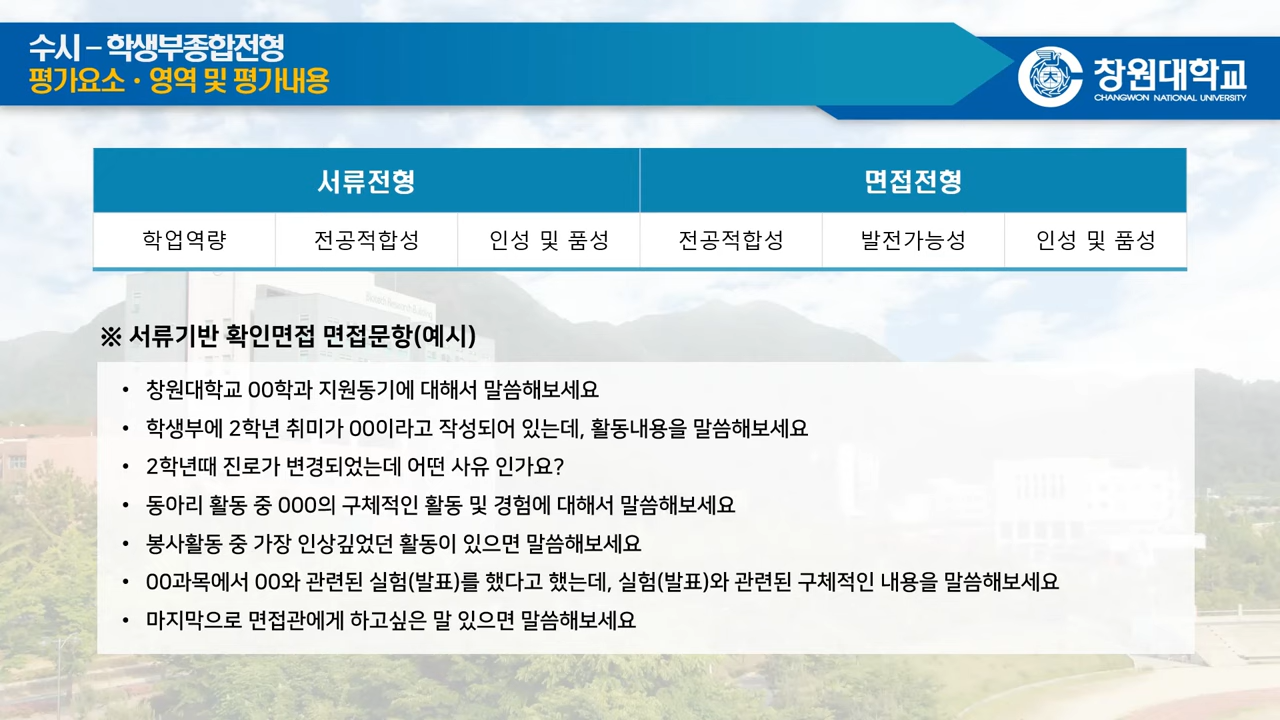 수시 – 학생부종합전형
평가요소 · 영역 및 평가내용
창원대학교
CHANGWON NATIONAL UNIVERSITY
서류전형 면접전형
학업역량 전공적합성 인성 및 품성 전공적합성 발전가능성 인성 및 품성
※ 서류기반 확인면접 면접문항(예시)
• 창원대학교 00학과 지원동기에 대해서 말씀해보세요
• 학생부에 2학년 취미가 00이라고 작성되어 있는데, 활동내용을 말씀해보세요
• 2학년때 진로가 변경되었는데 어떤 사유 인가요?
• 동아리 활동 중 000의 구체적인 활동 및 경험에 대해서 말씀해보세요
• 봉사활동 중 가장 인상깊었던 활동이 있으면 말씀해보세요
• 00과목에서 00와 관련된 실험(발표)를 했다고 했는데, 실험(발표)와 관련된 구체적인 내용을 말씀해보세요
• 마지막으로 면접관에게 하고싶은 말 있으면 말씀해보세요